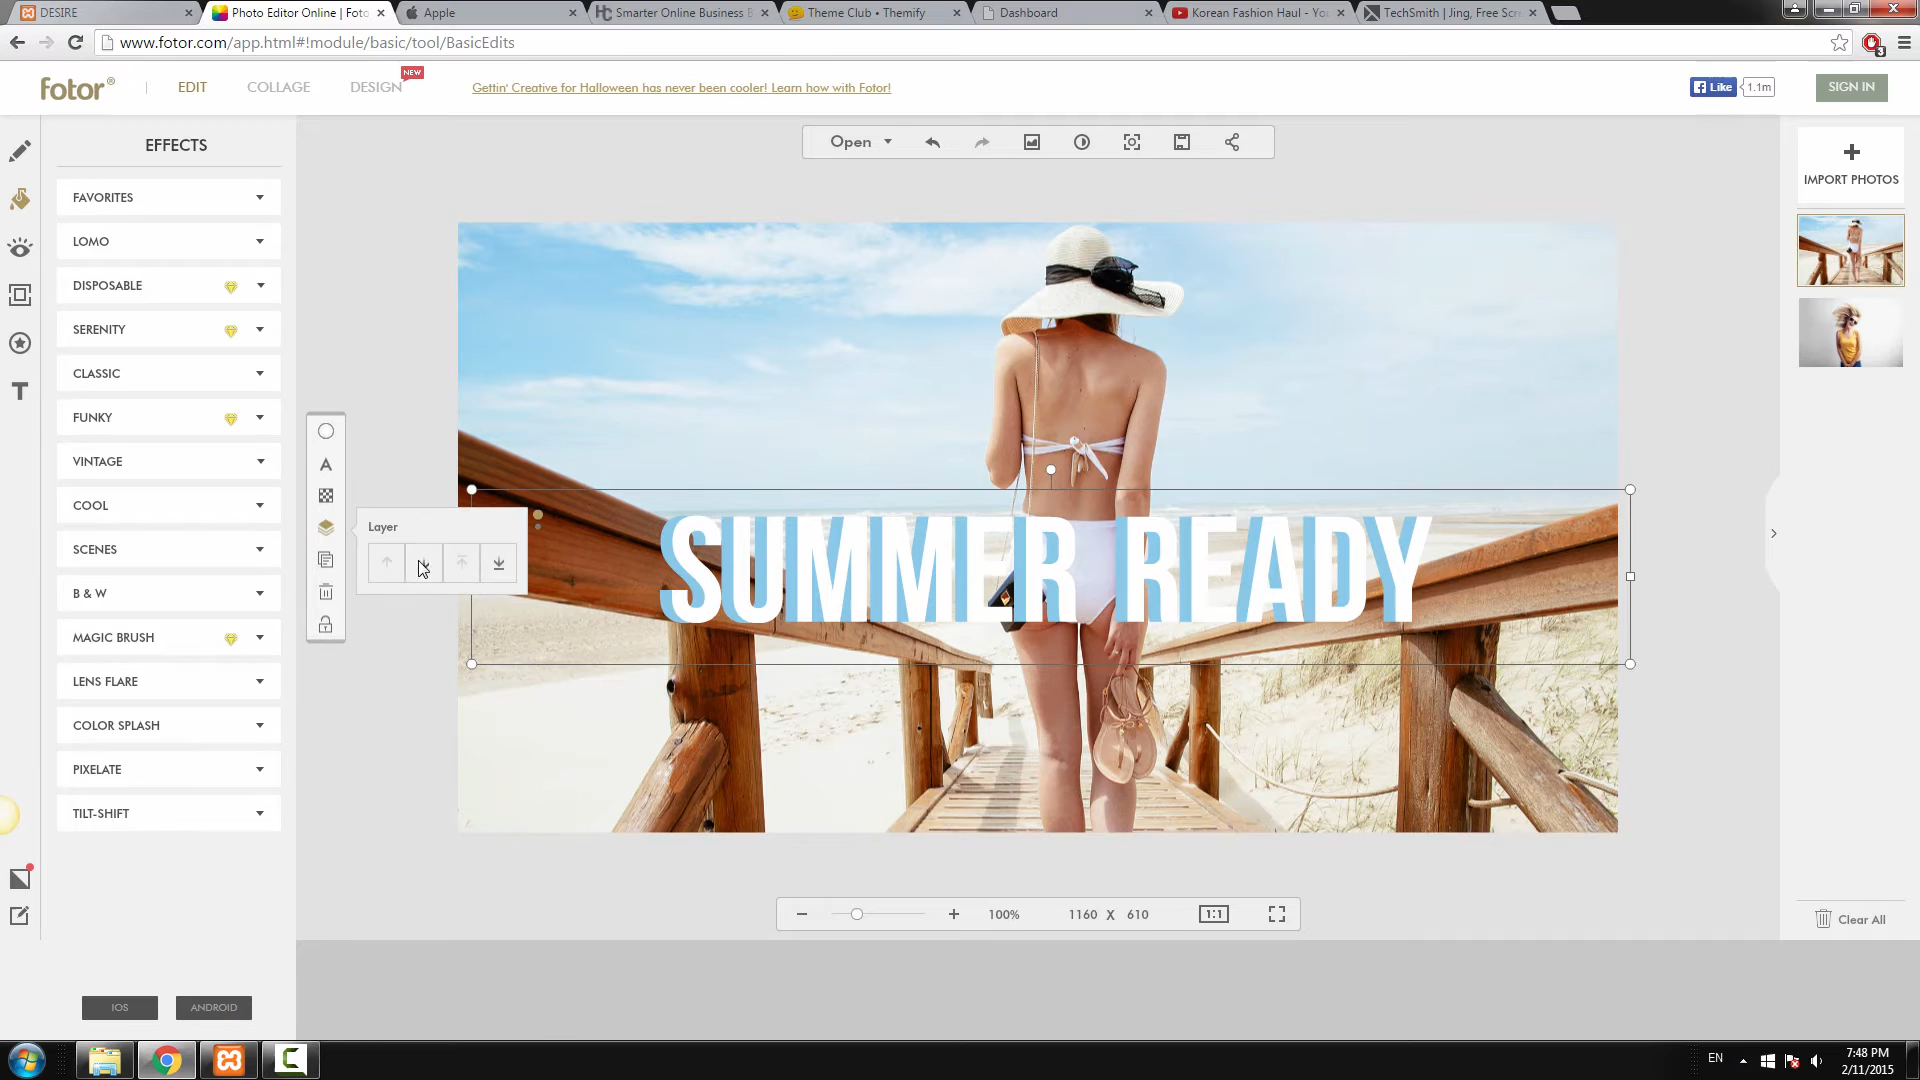 DESIRE
Photo Editor Online | Foto
Apple
Smarter Online Business B
Theme Club • Themify
Dashboard
Korean Fashion Haul - You
TechSmith | Jing, Free Scre
www.fotor.com/app.html#!module/basic/tool/BasicEdits
3
fotor®
EDIT
COLLAGE
DESIGN
NEW
Gettin' Creative for Halloween has never been cooler! Learn how with Fotor!
Like
1.1m
SIGN IN
EFFECTS
Open
IMPORT PHOTOS
FAVORITES
LOMO
DISPOSABLE
SERENITY
CLASSIC
FUNKY
VINTAGE
COOL
SCENES
B & W
MAGIC BRUSH
LENS FLARE
COLOR SPLASH
PIXELATE
TILT-SHIFT
T
A
Layer
SUMMER READY
100%
1160 X 610
1:1
Clear All
IOS
ANDROID
EN
7:48 PM
2/11/2015